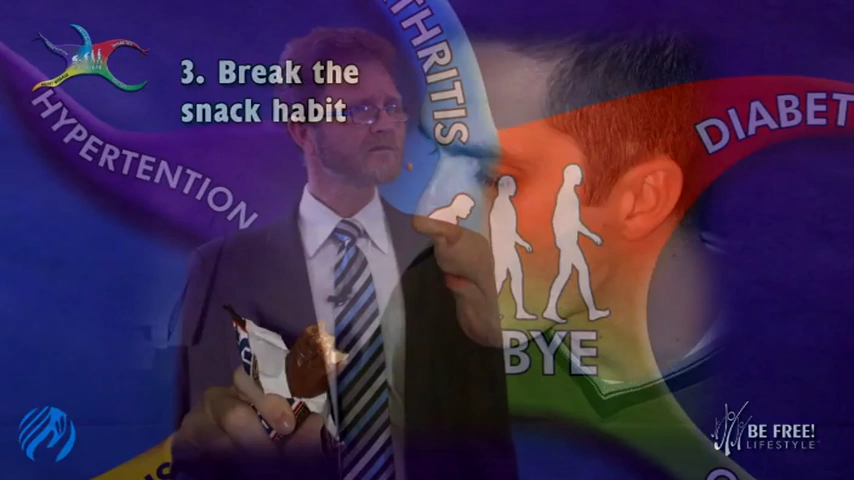 3. Break the
snack habit
HYPERTENTION
THRITIS
DIABET
BYE
BE FREE!
LIFESTYLE